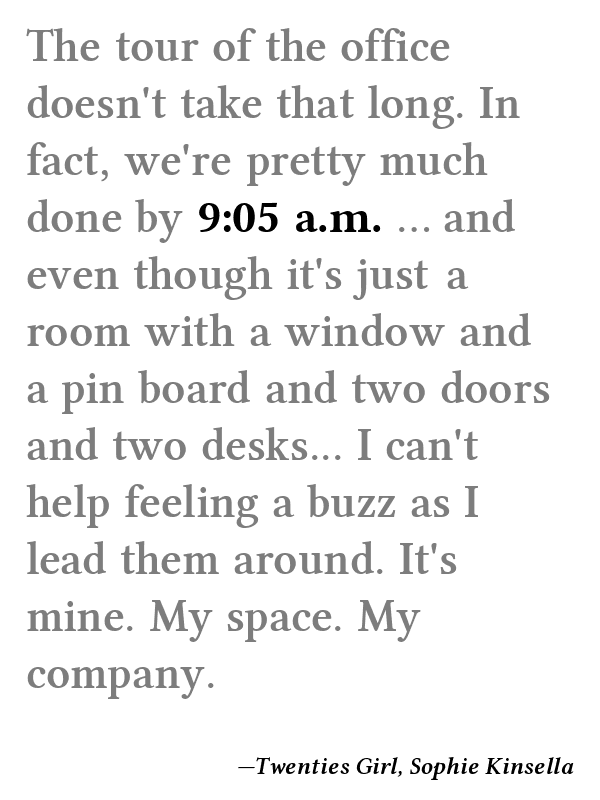 The tour of the office
doesn't take that long. In
fact, we're pretty much
done by 9:05 a.m. ... and
even though it's just a
room with a window and
a pin board and two doors
and two desks... I can't
help feeling a buzz as I
lead them around. It's
mine. My space. My
company.
—Twenties Girl, Sophie Kinsella